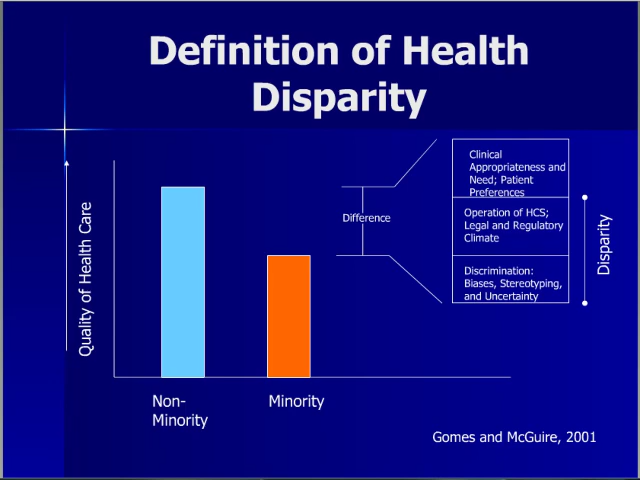 Definition of Health
Disparity
Quality of Health Care
Difference
Clinical
Appropriateness and
Need; Patient
Preferences
Operation of HCS;
Legal and Regulatory
Climate
Discrimination:
Biases, Stereotyping,
and Uncertainty
Disparity
Non-
Minority
Minority
Gomes and McGuire, 2001